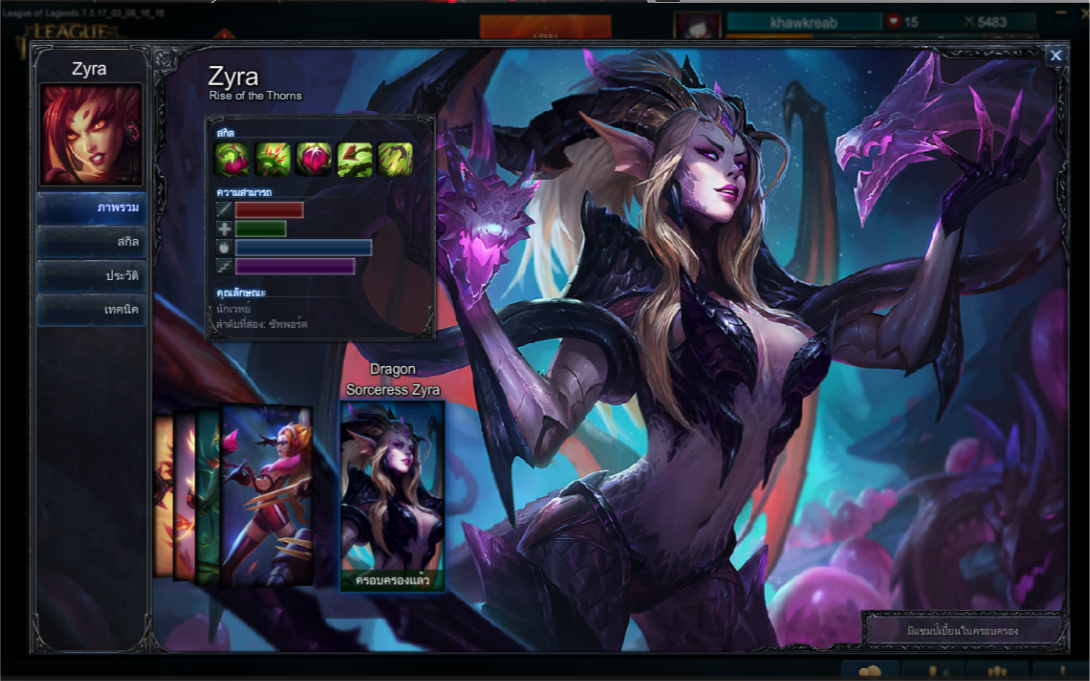 League of Legends 7.5.17_03_08_16_16
LEAGUE
khawkreab
15
5483
Zyra
ภาพรวม
สกิล
ประวัติ
เทคนิค
Zyra
Rise of the Thorns
สกิล
ความสามารถ
คุณลักษณะ
นักเวทย์
ลำดับที่สอง: ซัพพอร์ต
Dragon
Sorceress Zyra
ครอบครองแล้ว
มีแชมป์เปี้ยนในครอบครอง